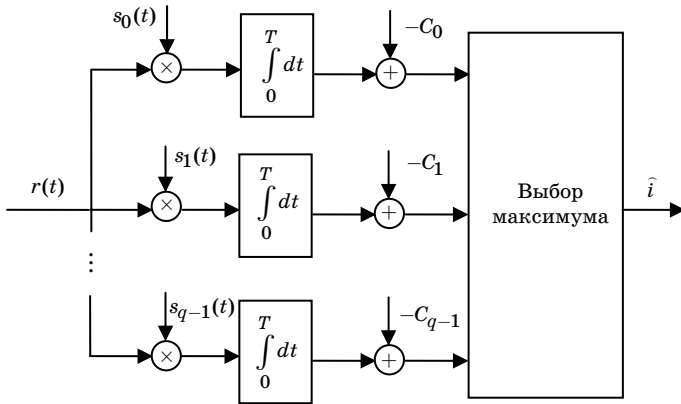 s₀(t)
−C₀
×
T
∫ dt
0
+
s₁(t)
−C₁
r(t)
×
T
∫ dt
0
+
Выбор
максимума
î
⋮
s_{q−1}(t)
−C_{q−1}
×
T
∫ dt
0
+